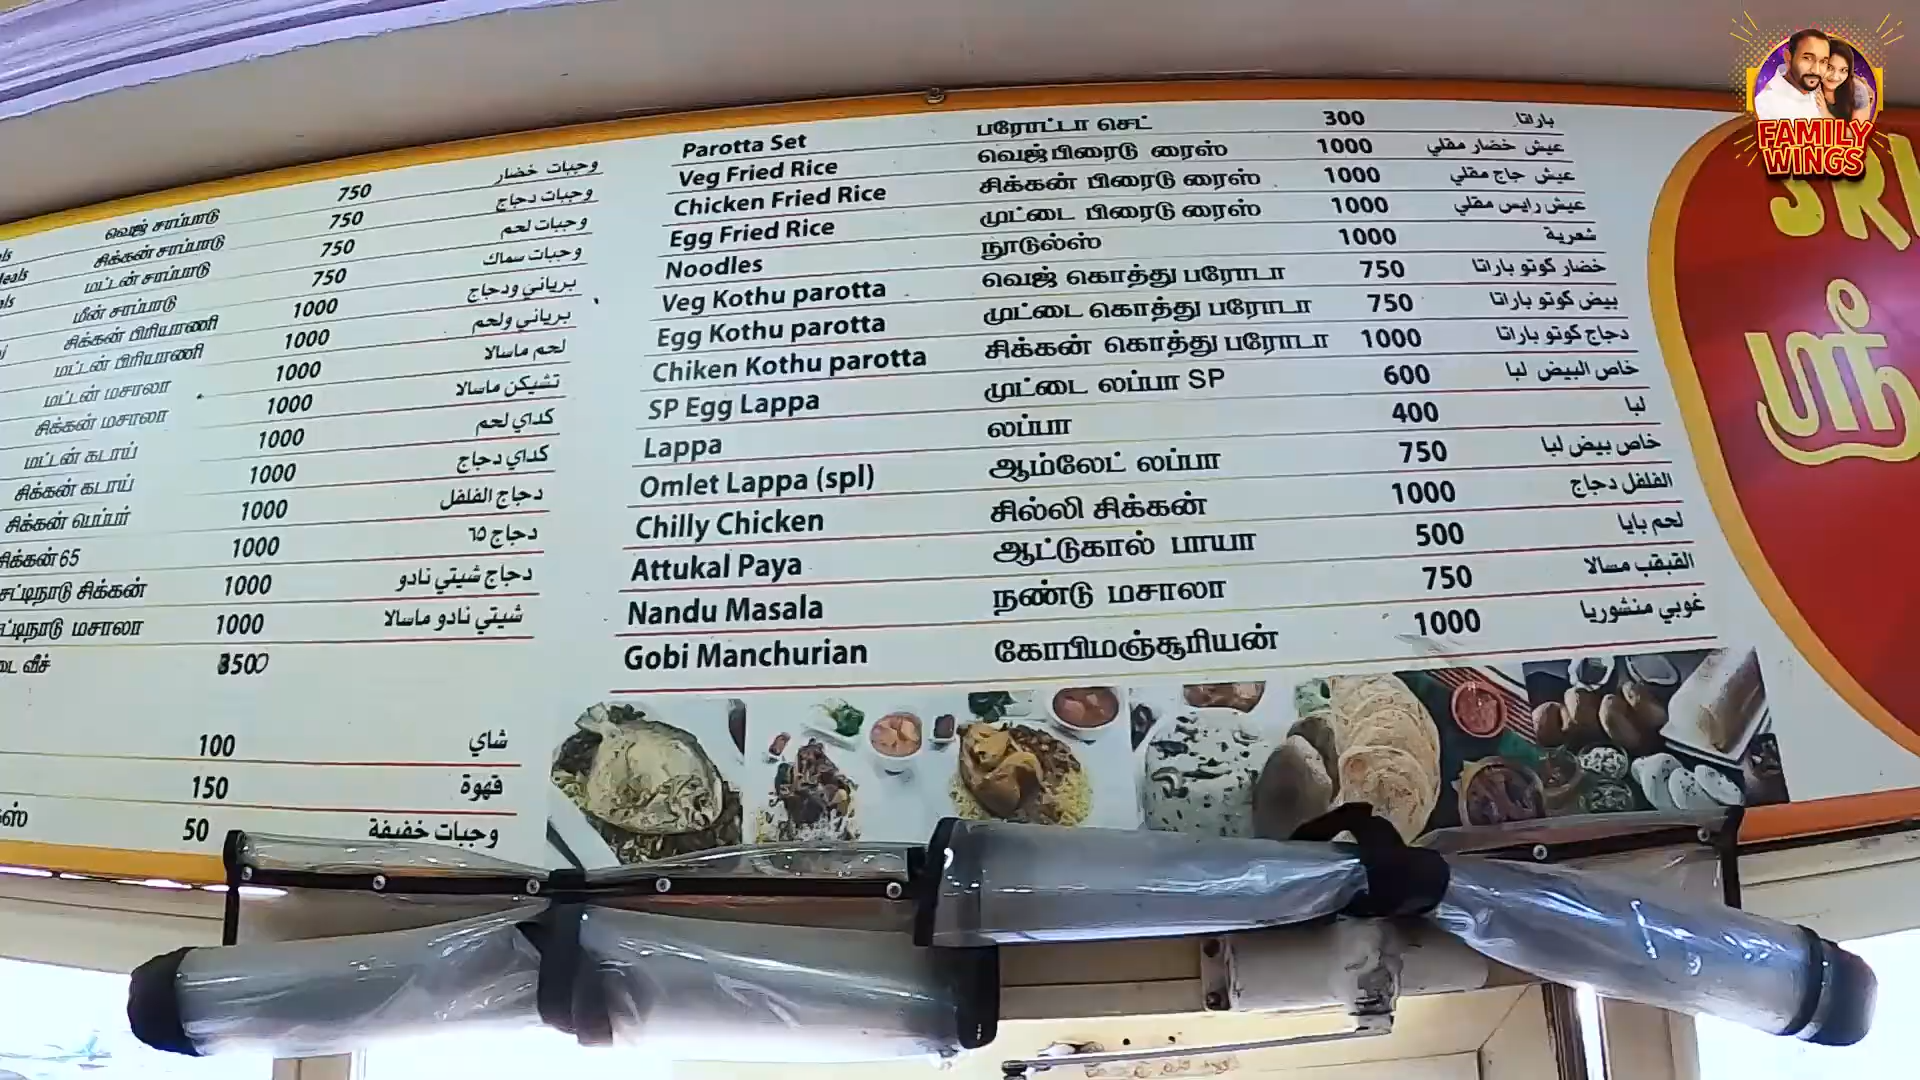 ls வெஜ் சாப்பாடு 750 وجبات خضار
leals சிக்கன் சாப்பாடு 750 وجبات دجاج
ls மட்டன் சாப்பாடு 750 وجبات لحم
மீன் சாப்பாடு 750 وجبات سماك
சிக்கன் பிரியாணி 1000 برياني ودجاج
மட்டன் பிரியாணி 1000 برياني ولحم
மட்டன் மசாலா 1000 لحم ماسالا
சிக்கன் மசாலா 1000 تشيكن ماسالا
மட்டன் கடாய் 1000 كداي لحم
சிக்கன் கடாய் 1000 كداي دجاج
சிக்கன் பெப்பர் 1000 دجاج الفلفل
சிக்கன் 65 1000 دجاج ٦٥
சட்டிநாடு சிக்கன் 1000 دجاج شيتي نادو
ட்டிநாடு மசாலா 1000 شيتي نادو ماسالا
டை வீச்
100 شاي
150 قهوة
ஸ் 50 وجبات خفيفة
Parotta Set பரோட்டா செட் 300 باراتا
Veg Fried Rice வெஜ்பிரைடு ரைஸ் 1000 عيش خضار مقلي
Chicken Fried Rice சிக்கன் பிரைடு ரைஸ் 1000 عيش جاج مقلي
Egg Fried Rice முட்டை பிரைடு ரைஸ் 1000 عيش رايس مقلي
Noodles நூடுல்ஸ் 1000 شعرية
Veg Kothu parotta வெஜ் கொத்து பரோடா 750 خضار كوتو باراتا
Egg Kothu parotta முட்டை கொத்து பரோடா 750 بيض كوتو باراتا
Chiken Kothu parotta சிக்கன் கொத்து பரோடா 1000 دجاج كوتو باراتا
SP Egg Lappa முட்டை லப்பா SP 600 خاص البيض لبا
Lappa லப்பா 400 لبا
Omlet Lappa (spl) ஆம்லேட் லப்பா 750 خاص بيض لبا
Chilly Chicken சில்லி சிக்கன் 1000 الفلفل دجاج
Attukal Paya ஆட்டுகால் பாயா 500 لحم بايا
Nandu Masala நண்டு மசாலா 750 القبقب مسالا
Gobi Manchurian கோபிமஞ்சூரியன் 1000 غوبي منشوريا
SRI
ஸ்ரீ
FAMILY
WINGS